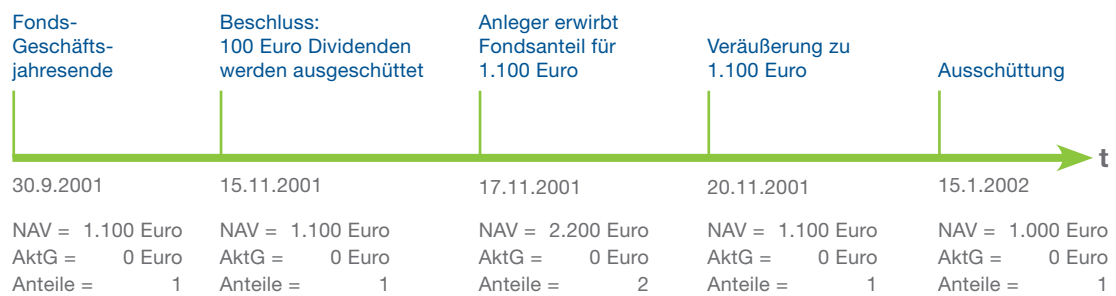 Fonds-
Geschäfts-
jahresende
Beschluss:
100 Euro Dividenden
werden ausgeschüttet
Anleger erwirbt
Fondsanteil für
1.100 Euro
Veräußerung zu
1.100 Euro
Ausschüttung
t
30.9.2001
15.11.2001
17.11.2001
20.11.2001
15.1.2002
NAV = 1.100 Euro
AktG = 0 Euro
Anteile = 1
NAV = 1.100 Euro
AktG = 0 Euro
Anteile = 1
NAV = 2.200 Euro
AktG = 0 Euro
Anteile = 2
NAV = 1.100 Euro
AktG = 0 Euro
Anteile = 1
NAV = 1.000 Euro
AktG = 0 Euro
Anteile = 1